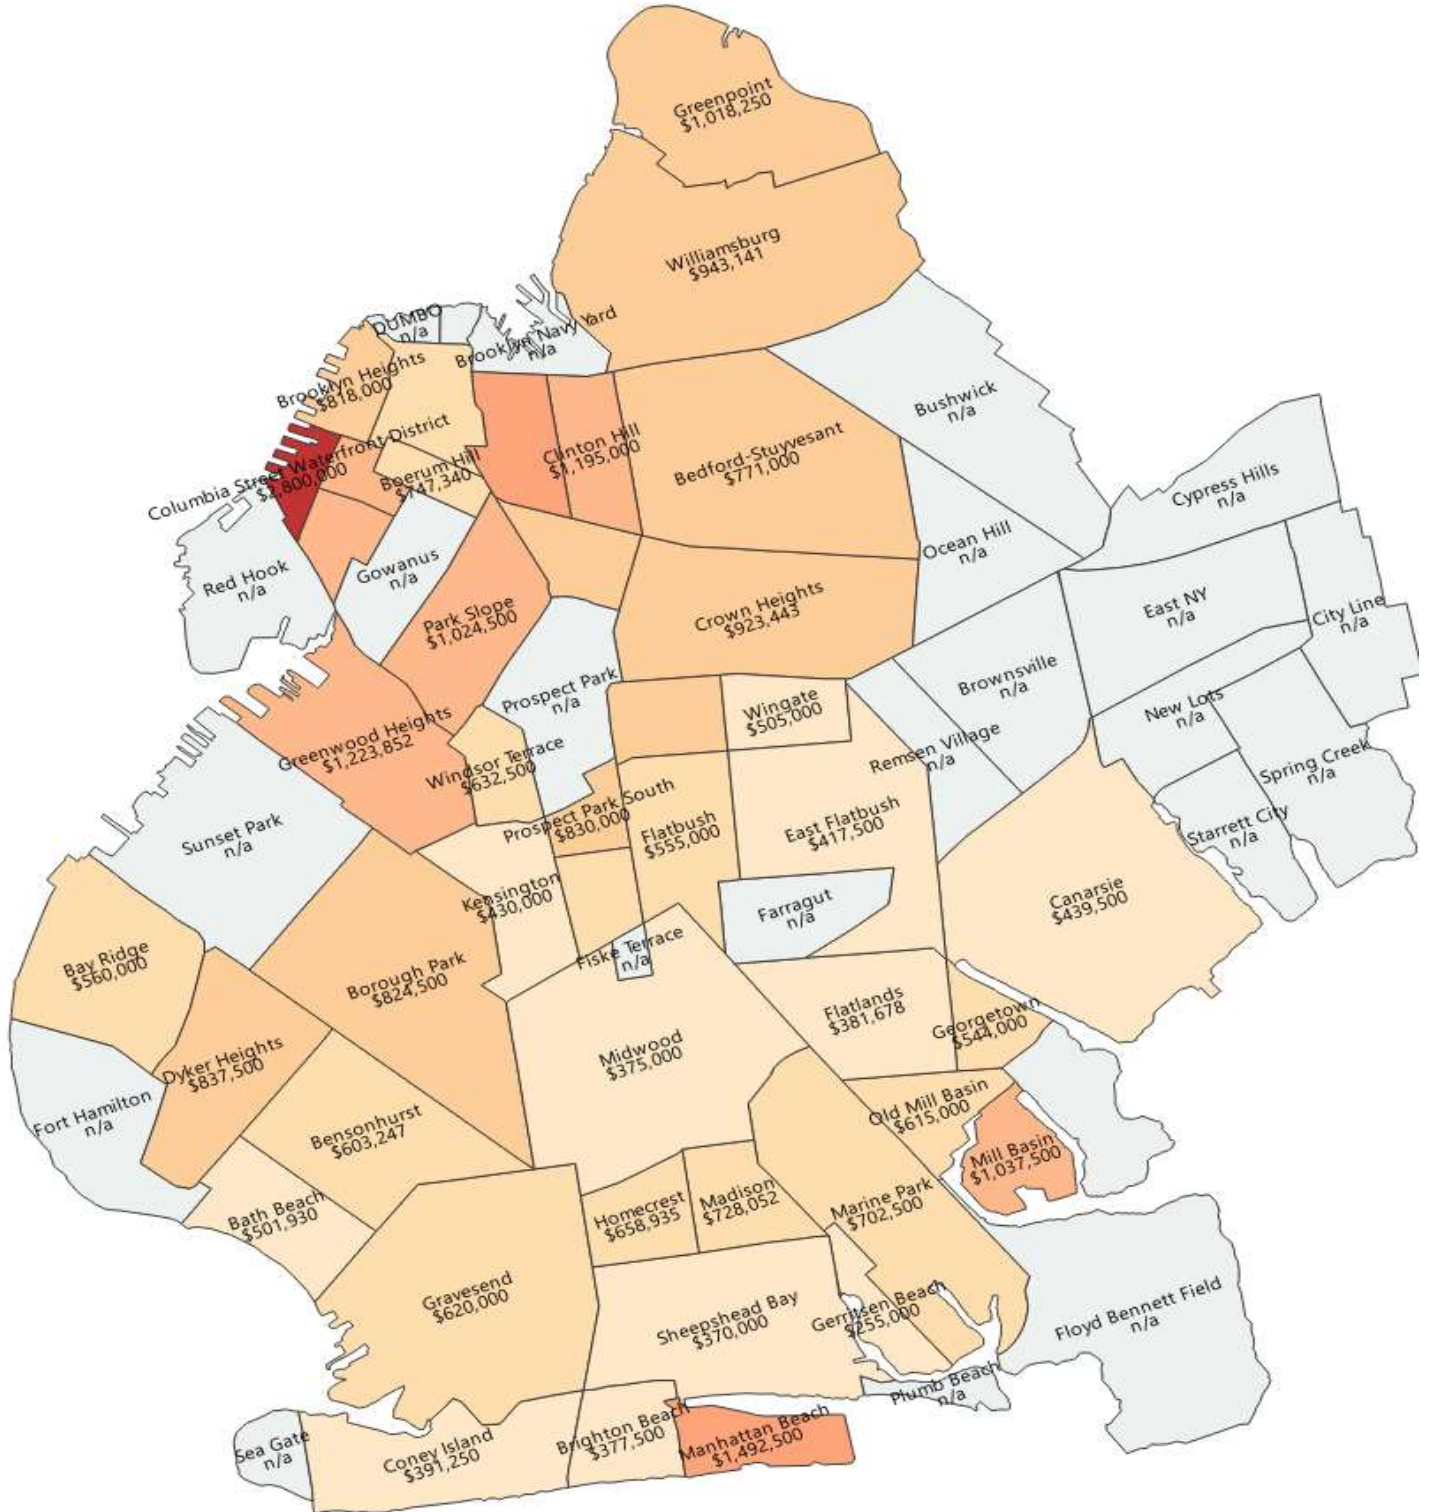 Greenpoint
$1,018,250
Williamsburg
$943,141
DUMBO
n/a
Brooklyn Navy Yard
n/a
Brooklyn Heights
$818,000
Bushwick
n/a
Columbia Street Waterfront District
$2,800,000
Boerum Hill
$747,340
Clinton Hill
$1,195,000
Bedford-Stuyvesant
$771,000
Cypress Hills
n/a
Ocean Hill
n/a
Red Hook
n/a
Gowanus
n/a
Park Slope
$1,024,500
Crown Heights
$923,443
East NY
n/a
City Line
n/a
Prospect Park
n/a
Brownsville
n/a
Wingate
$505,000
New Lots
n/a
Greenwood Heights
$1,223,852
Windsor Terrace
$632,500
Remsen Village
n/a
Spring Creek
n/a
Sunset Park
n/a
Prospect Park South
$830,000
Flatbush
$555,000
East Flatbush
$417,500
Starrett City
n/a
Kensington
$430,000
Farragut
n/a
Canarsie
$439,500
Bay Ridge
$560,000
Borough Park
$824,500
Fiske Terrace
n/a
Flatlands
$381,678
Georgetown
$544,000
Dyker Heights
$837,500
Midwood
$375,000
Fort Hamilton
n/a
Bensonhurst
$603,247
Old Mill Basin
$615,000
Mill Basin
$1,037,500
Bath Beach
$501,930
Homecrest
$658,935
Madison
$728,052
Marine Park
$702,500
Gravesend
$620,000
Sheepshead Bay
$370,000
Gerritsen Beach
$255,000
Floyd Bennett Field
n/a
Plumb Beach
n/a
Sea Gate
n/a
Coney Island
$391,250
Brighton Beach
$377,500
Manhattan Beach
$1,492,500